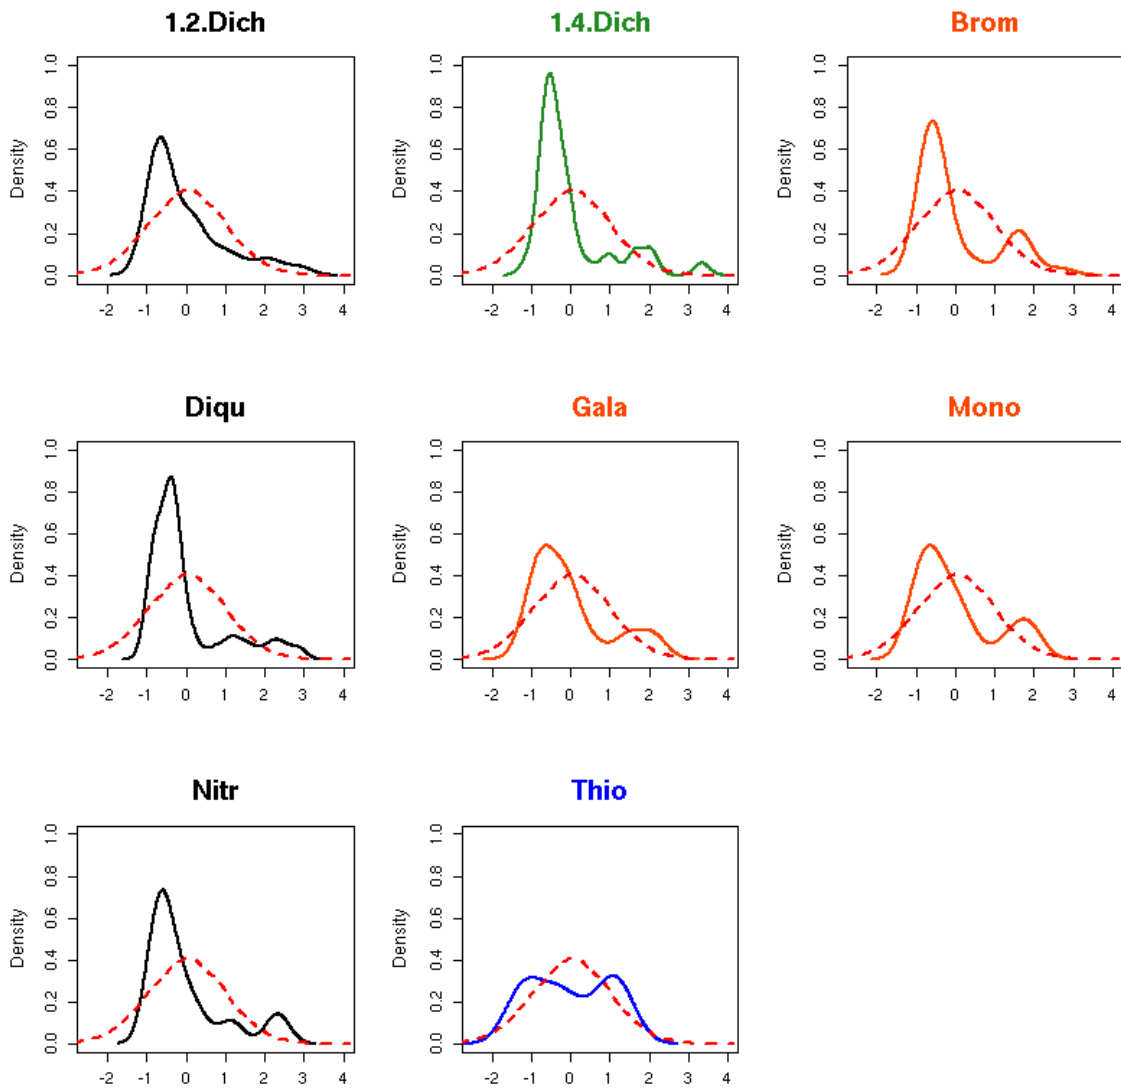 1.2.Dich 1.4.Dich Brom
Density 0.0 0.2 0.4 0.6 0.8 1.0 Density 0.0 0.2 0.4 0.6 0.8 1.0 Density 0.0 0.2 0.4 0.6 0.8 1.0
-2 -1 0 1 2 3 4 -2 -1 0 1 2 3 4 -2 -1 0 1 2 3 4
Diqu Gala Mono
Density 0.0 0.2 0.4 0.6 0.8 1.0 Density 0.0 0.2 0.4 0.6 0.8 1.0 Density 0.0 0.2 0.4 0.6 0.8 1.0
-2 -1 0 1 2 3 4 -2 -1 0 1 2 3 4 -2 -1 0 1 2 3 4
Nitr Thio
Density 0.0 0.2 0.4 0.6 0.8 1.0 Density 0.0 0.2 0.4 0.6 0.8 1.0
-2 -1 0 1 2 3 4 -2 -1 0 1 2 3 4